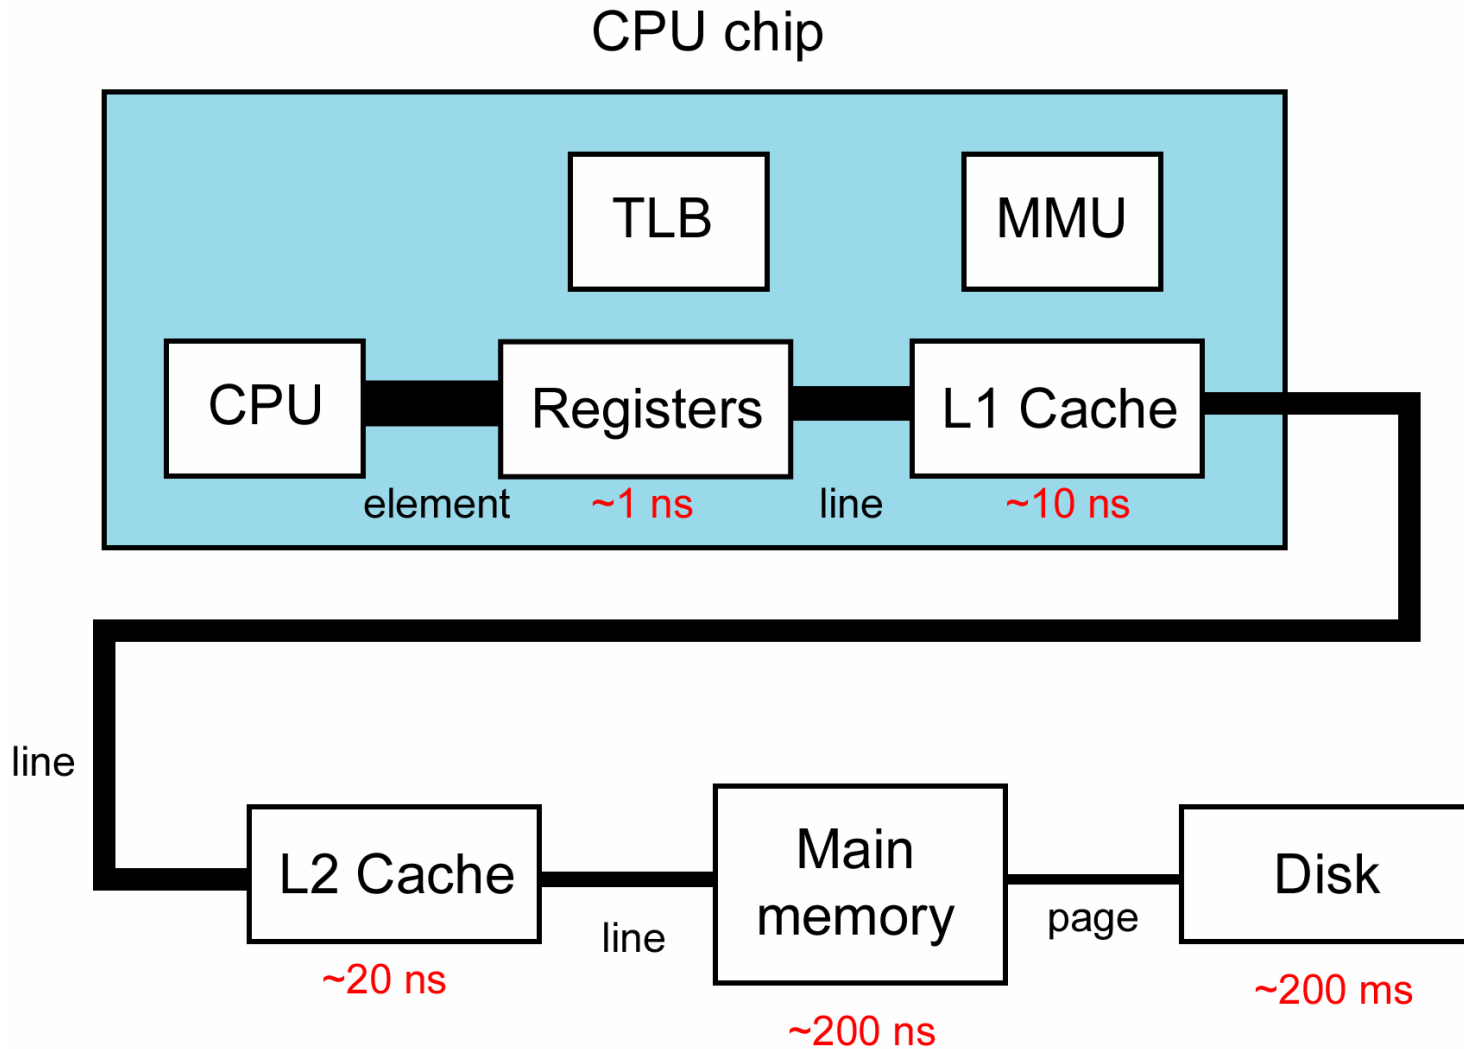 CPU chip
TLB
MMU
CPU
Registers
L1 Cache
element
~1 ns
line
~10 ns
line
L2 Cache
Main
memory
Disk
line
page
~20 ns
~200 ns
~200 ms